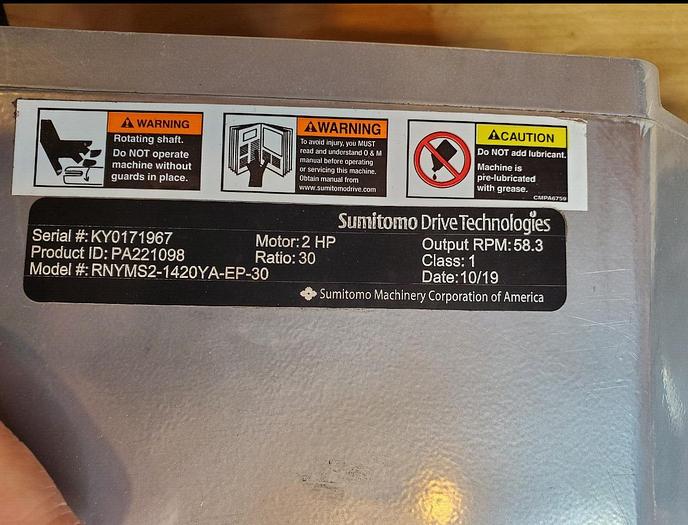 WARNING
Rotating shaft.
Do NOT operate
machine without
guards in place.
WARNING
To avoid injury, you MUST
read and understand O & M
manual before operating
or servicing this machine.
Obtain manual from
www.sumitomodrive.com
CAUTION
Do NOT add lubricant.
Machine is
pre-lubricated
with grease.
CMPA6759
Sumitomo Drive Technologies
Serial #: KY0171967
Product ID: PA221098
Model #: RNYMS2-1420YA-EP-30
Motor: 2 HP
Ratio: 30
Output RPM: 58.3
Class: 1
Date: 10/19
Sumitomo Machinery Corporation of America